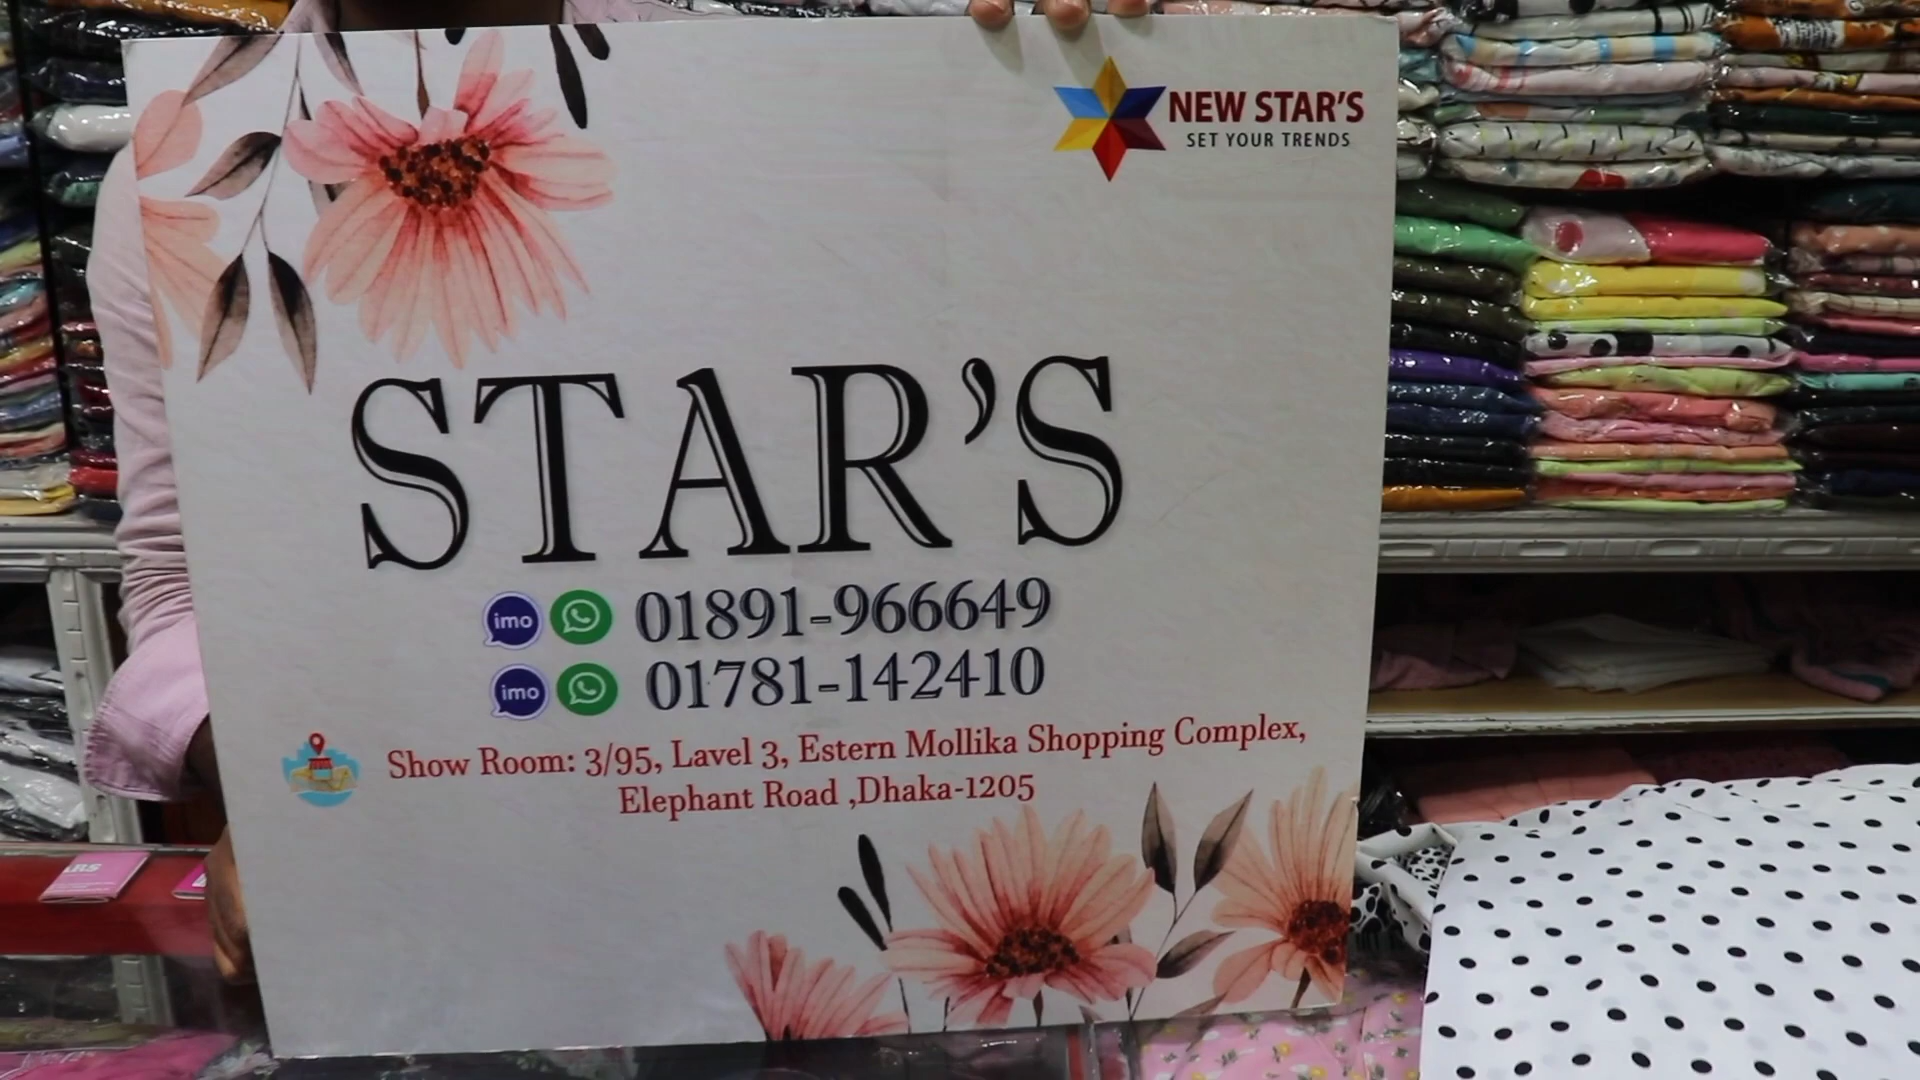 NEW STAR'S
SET YOUR TRENDS
STAR'S
imo 01891-966649
imo 01781-142410
Show Room: 3/95, Lavel 3, Estern Mollika Shopping Complex,
Elephant Road ,Dhaka-1205